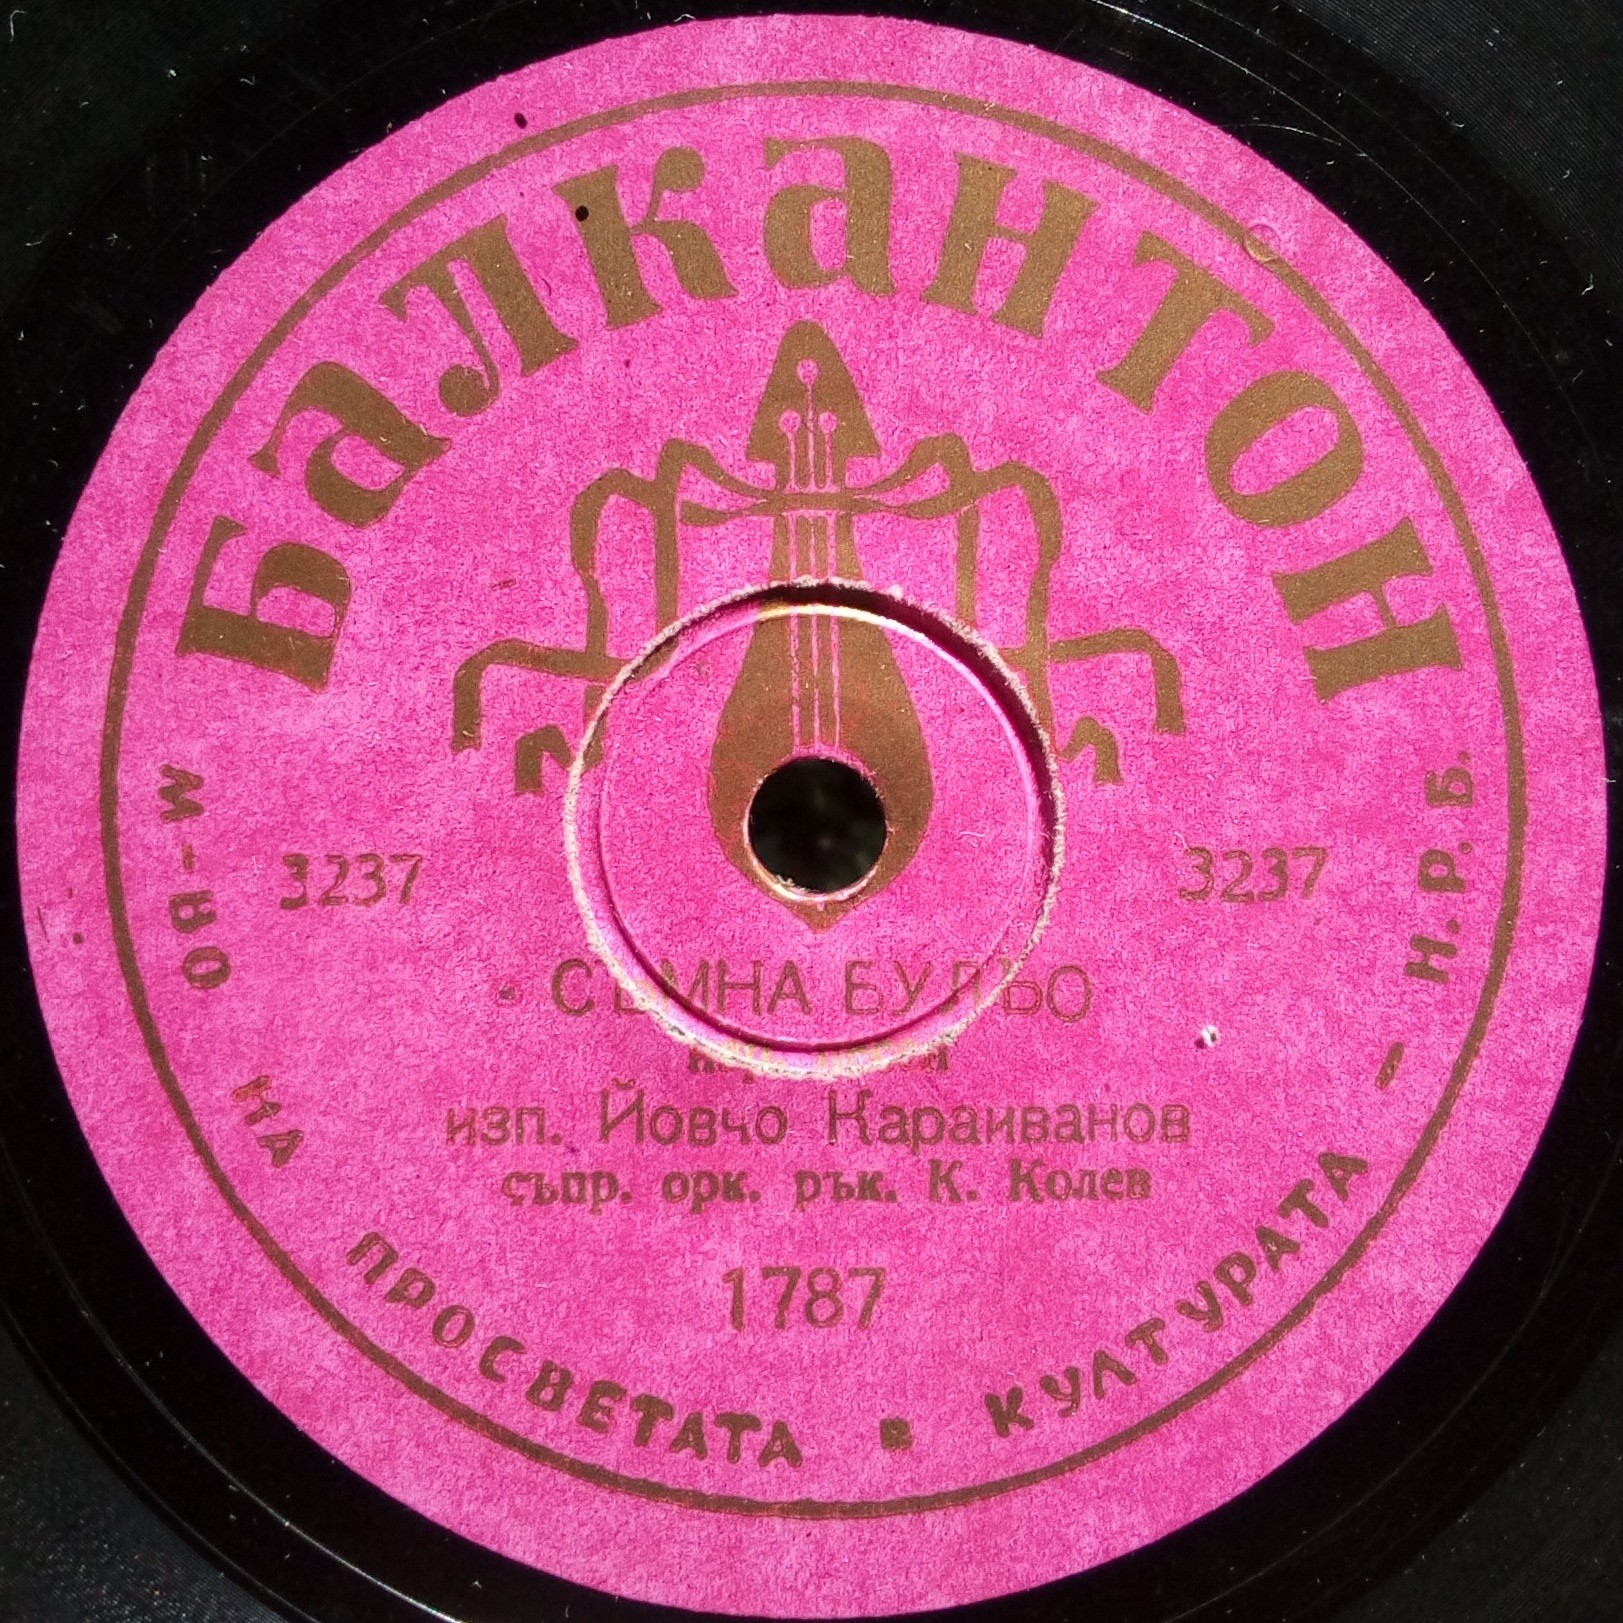 Балкантон
3237 3237
СЪМНА БУЛЬО
изп. Йовчо Караиванов
съпр. орк. рък. К. Колев
1787
М-ВО НА ПРОСВЕТАТА и КУЛТУРАТА - Н.Р.Б.